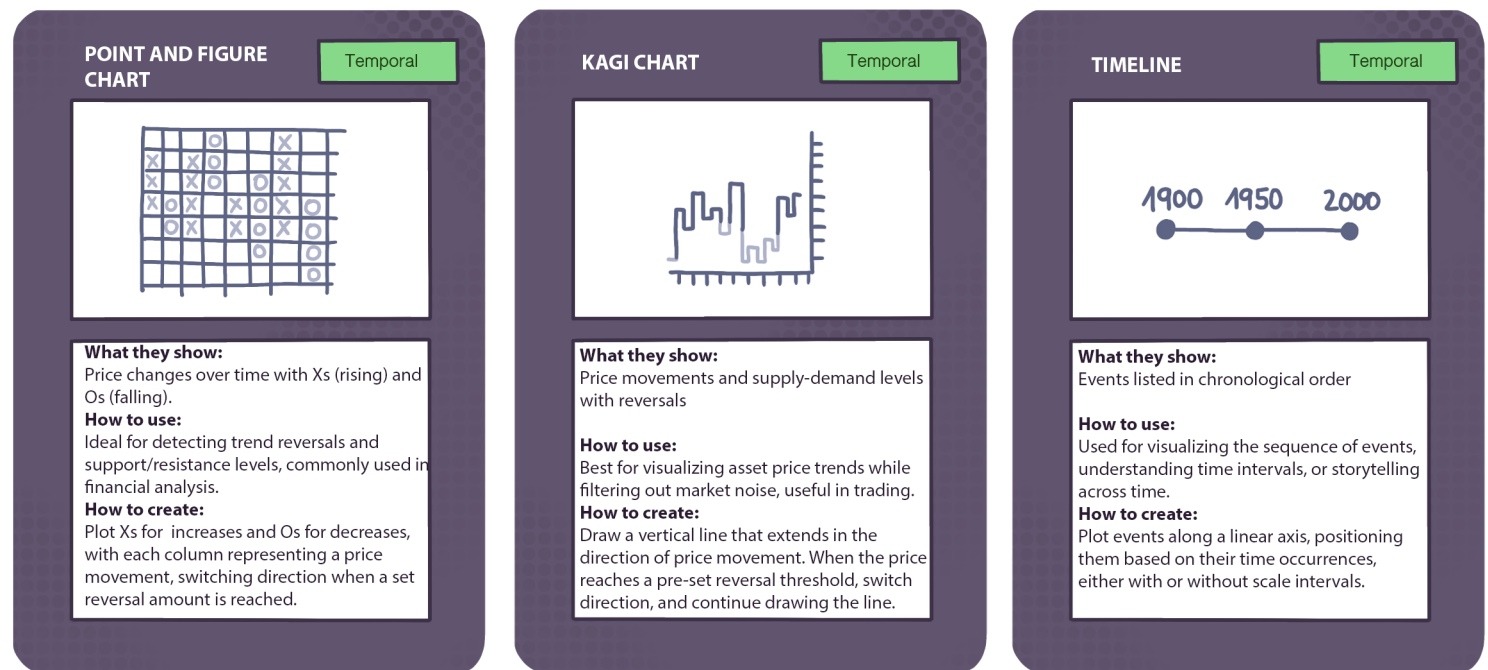 POINT AND FIGURE
CHART
Temporal
X O X O X O X O
What they show:
Price changes over time with Xs (rising) and
Os (falling).
How to use:
Ideal for detecting trend reversals and
support/resistance levels, commonly used in
financial analysis.
How to create:
Plot Xs for  increases and Os for decreases,
with each column representing a price
movement, switching direction when a set
reversal amount is reached.
KAGI CHART
Temporal
What they show:
Price movements and supply-demand levels
with reversals
How to use:
Best for visualizing asset price trends while
filtering out market noise, useful in trading.
How to create:
Draw a vertical line that extends in the
direction of price movement. When the price
reaches a pre-set reversal threshold, switch
direction, and continue drawing the line.
TIMELINE
Temporal
1900 1950 2000
What they show:
Events listed in chronological order
How to use:
Used for visualizing the sequence of events,
understanding time intervals, or storytelling
across time.
How to create:
Plot events along a linear axis, positioning
them based on their time occurrences,
either with or without scale intervals.